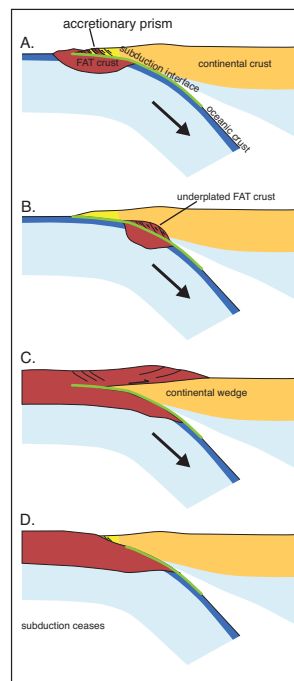 accretionary prism
A.
subduction interface
continental crust
FAT crust
oceanic crust
underplated FAT crust
B.
C.
continental wedge
D.
subduction ceases